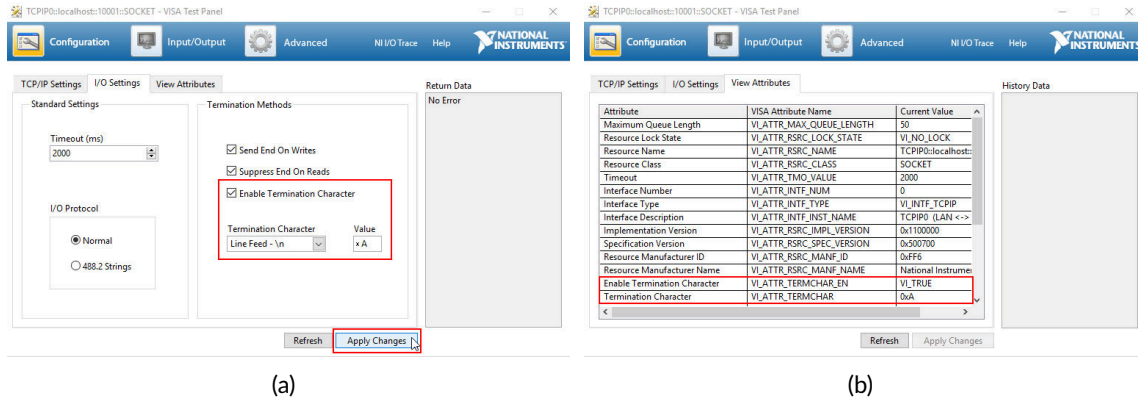 TCPIP0::localhost::10001::SOCKET - VISA Test Panel
Configuration Input/Output Advanced NI I/O Trace Help NATIONAL INSTRUMENTS
TCP/IP Settings I/O Settings View Attributes
Return Data
Standard Settings
Termination Methods
No Error
Timeout (ms)
2000
Send End On Writes
Suppress End On Reads
Enable Termination Character
I/O Protocol
Normal
488.2 Strings
Termination Character Value
Line Feed - \n x A
Refresh Apply Changes
(a)
TCPIP0::localhost::10001::SOCKET - VISA Test Panel
Configuration Input/Output Advanced NI I/O Trace Help NATIONAL INSTRUMENTS
TCP/IP Settings I/O Settings View Attributes
History Data
Attribute VISA Attribute Name Current Value
Maximum Queue Length VI_ATTR_MAX_QUEUE_LENGTH 50
Resource Lock State VI_ATTR_RSRC_LOCK_STATE VI_NO_LOCK
Resource Name VI_ATTR_RSRC_NAME TCPIP0::localhost::
Resource Class VI_ATTR_RSRC_CLASS SOCKET
Timeout VI_ATTR_TMO_VALUE 2000
Interface Number VI_ATTR_INTF_NUM 0
Interface Type VI_ATTR_INTF_TYPE VI_INTF_TCPIP
Interface Description VI_ATTR_INTF_INST_NAME TCPIP0 (LAN <->
Implementation Version VI_ATTR_RSRC_IMPL_VERSION 0x1100000
Specification Version VI_ATTR_RSRC_SPEC_VERSION 0x500700
Resource Manufacturer ID VI_ATTR_RSRC_MANF_ID 0xFF6
Resource Manufacturer Name VI_ATTR_RSRC_MANF_NAME National Instrume
Enable Termination Character VI_ATTR_TERMCHAR_EN VI_TRUE
Termination Character VI_ATTR_TERMCHAR 0xA
Refresh Apply Changes
(b)